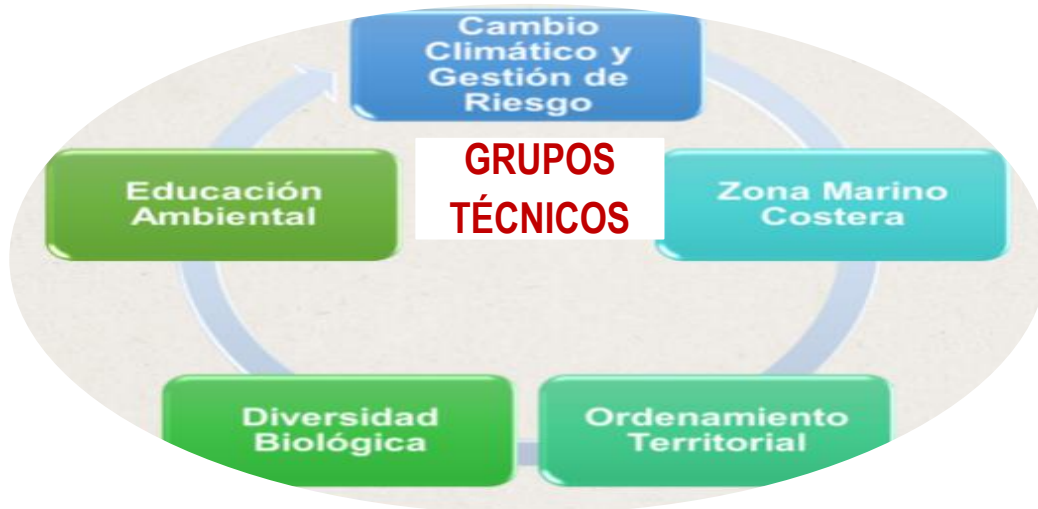 Cambio
Climático y
Gestión de
Riesgo
GRUPOS
TÉCNICOS
Educación
Ambiental
Zona Marino
Costera
Diversidad
Biológica
Ordenamiento
Territorial